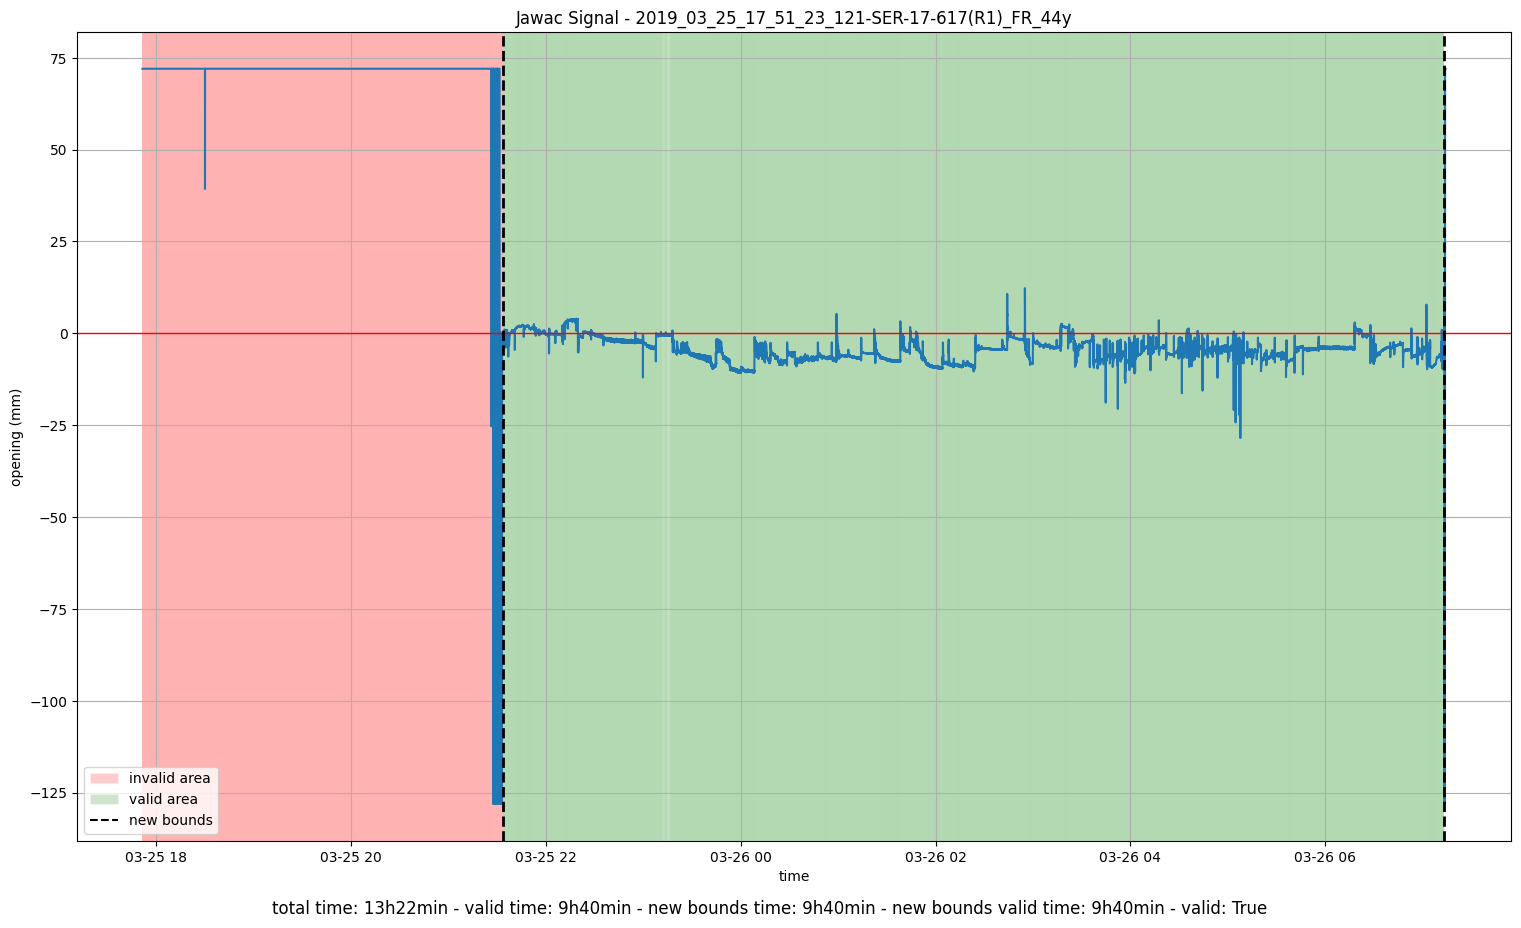 Jawac Signal - 2019_03_25_17_51_23_121-SER-17-617(R1)_FR_44y
75
50
25
0
−25
−50
−75
−100
−125
opening (mm)
invalid area
valid area
new bounds
03-25 18
03-25 20
03-25 22
03-26 00
03-26 02
03-26 04
03-26 06
time
total time: 13h22min - valid time: 9h40min - new bounds time: 9h40min - new bounds valid time: 9h40min - valid: True